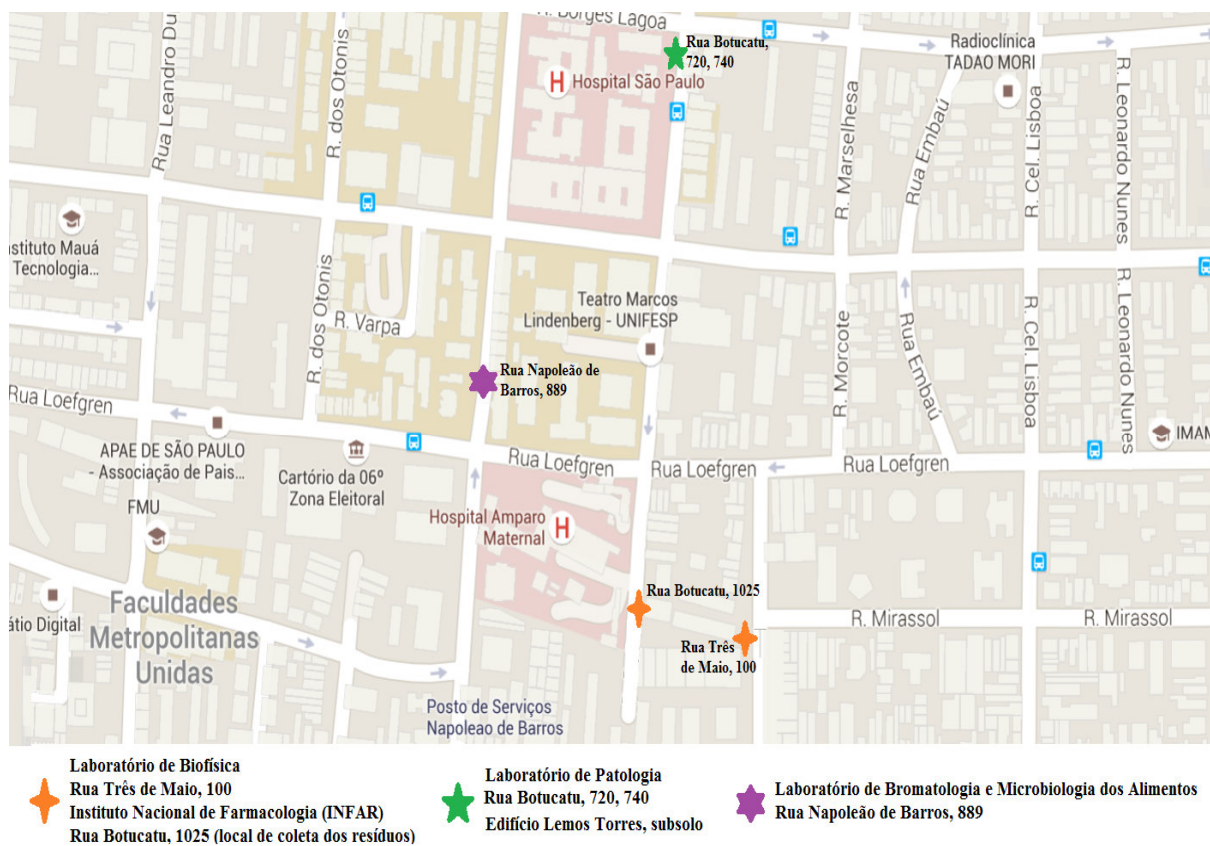 R. Borges Lagoa
Rua Botucatu,
720, 740
Radioclínica
TADAO MORI
Hospital São Paulo
H
Rua Leandro Du
R. dos Otonis
R. Marselhesa
Rua Embaú
R. Cel. Lisboa
R. Leonardo Nunes
stituto Mauá
Tecnologia...
Teatro Marcos
Lindenberg - UNIFESP
R. Varpa
R. dos Otonis
R. Morcote
Rua Embaú
R. Cel. Lisboa
R. Leonardo Nunes
Rua Napoleão de
Barros, 889
Rua Loefgren
APAE DE SÃO PAULO
- Associação de Pais...
Cartório da 06º
Zona Eleitoral
Rua Loefgren
Rua Loefgren
Rua Loefgren
IMAM
FMU
Hospital Amparo
Maternal
H
Rua Botucatu, 1025
R. Mirassol
R. Mirassol
átio Digital
Faculdades
Metropolitanas
Unidas
Rua Três
de Maio, 100
Posto de Serviços
Napoleao de Barros
Laboratório de Biofísica
Rua Três de Maio, 100
Instituto Nacional de Farmacologia (INFAR)
Rua Botucatu, 1025 (local de coleta dos resíduos)
Laboratório de Patologia
Rua Botucatu, 720, 740
Edifício Lemos Torres, subsolo
Laboratório de Bromatologia e Microbiologia dos Alimentos
Rua Napoleão de Barros, 889